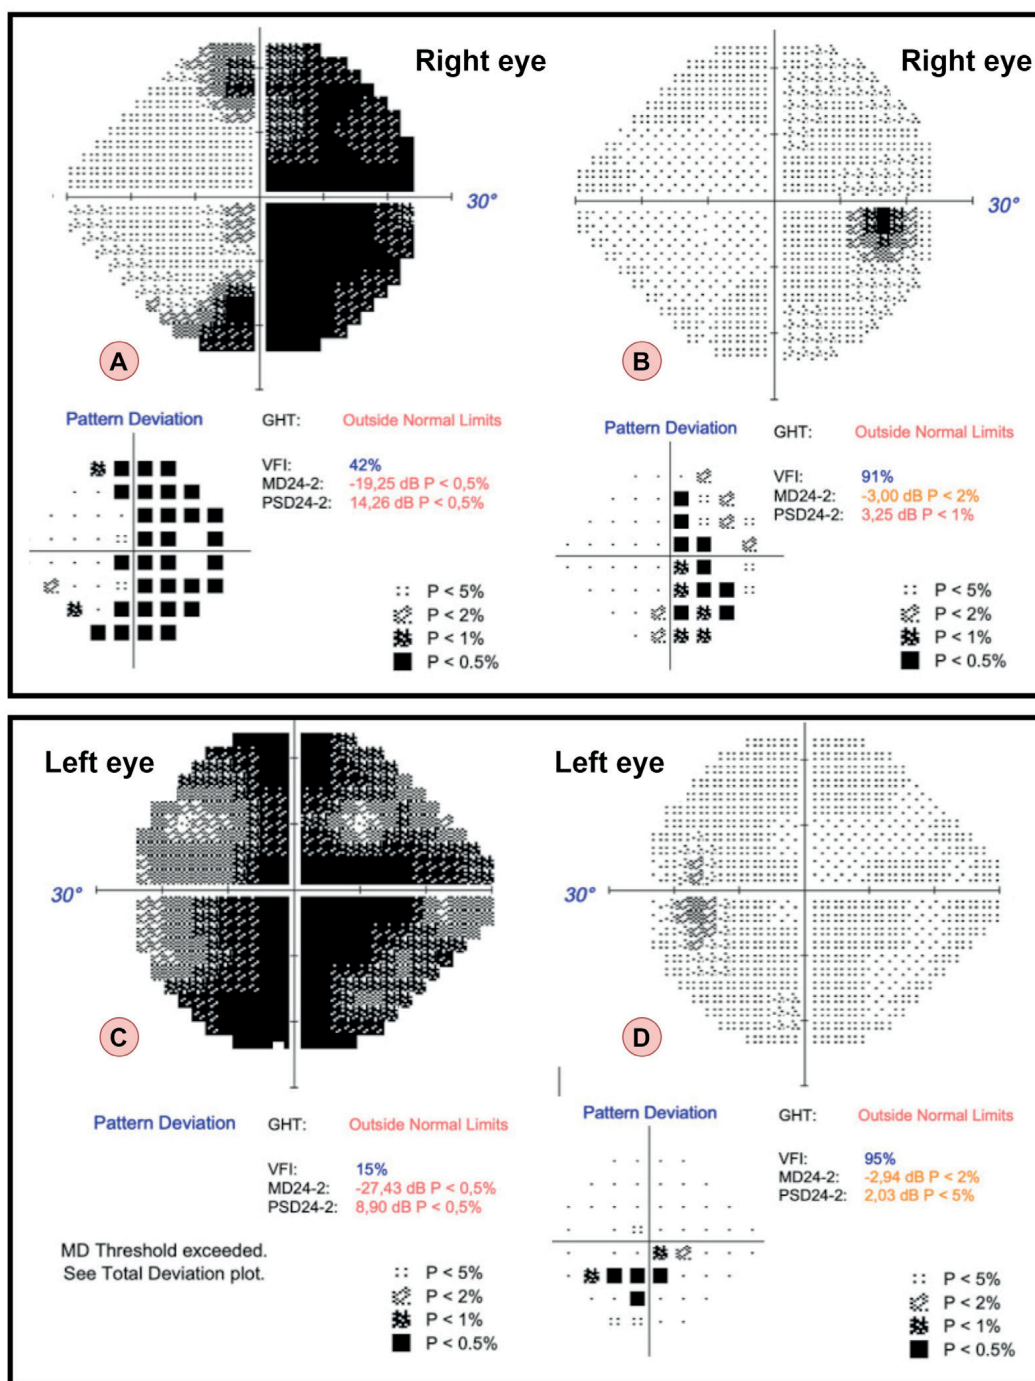 Right eye
30°
A
Pattern Deviation
GHT: Outside Normal Limits
VFI: 42%
MD24-2: -19,25 dB P < 0,5%
PSD24-2: 14,26 dB P < 0,5%
P < 5%
P < 2%
P < 1%
P < 0.5%
Right eye
30°
B
Pattern Deviation
GHT: Outside Normal Limits
VFI: 91%
MD24-2: -3,00 dB P < 2%
PSD24-2: 3,25 dB P < 1%
P < 5%
P < 2%
P < 1%
P < 0.5%
Left eye
30°
C
Pattern Deviation
GHT: Outside Normal Limits
VFI: 15%
MD24-2: -27,43 dB P < 0,5%
PSD24-2: 8,90 dB P < 0,5%
MD Threshold exceeded.
See Total Deviation plot.
P < 5%
P < 2%
P < 1%
P < 0.5%
Left eye
30°
D
Pattern Deviation
GHT: Outside Normal Limits
VFI: 95%
MD24-2: -2,94 dB P < 2%
PSD24-2: 2,03 dB P < 5%
P < 5%
P < 2%
P < 1%
P < 0.5%